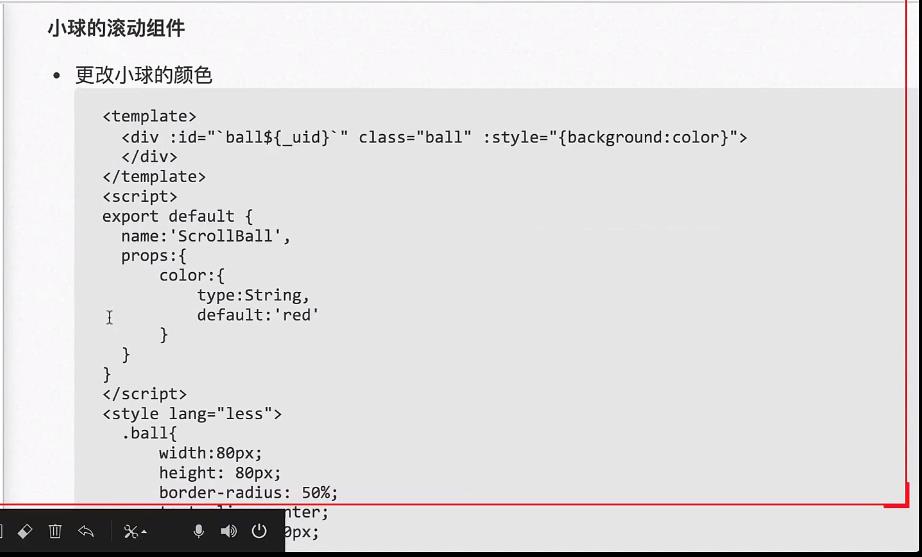 小球的滚动组件
更改小球的颜色
<template>
<div :id="`ball${_uid}`" class="ball" :style="{background:color}">
</div>
</template>
<script>
export default {
name:'ScrollBall',
props:{
color:{
type:String,
default:'red'
}
}
}
</script>
<style lang="less">
.ball{
width:80px;
height: 80px;
border-radius: 50%;
nter;
0px;